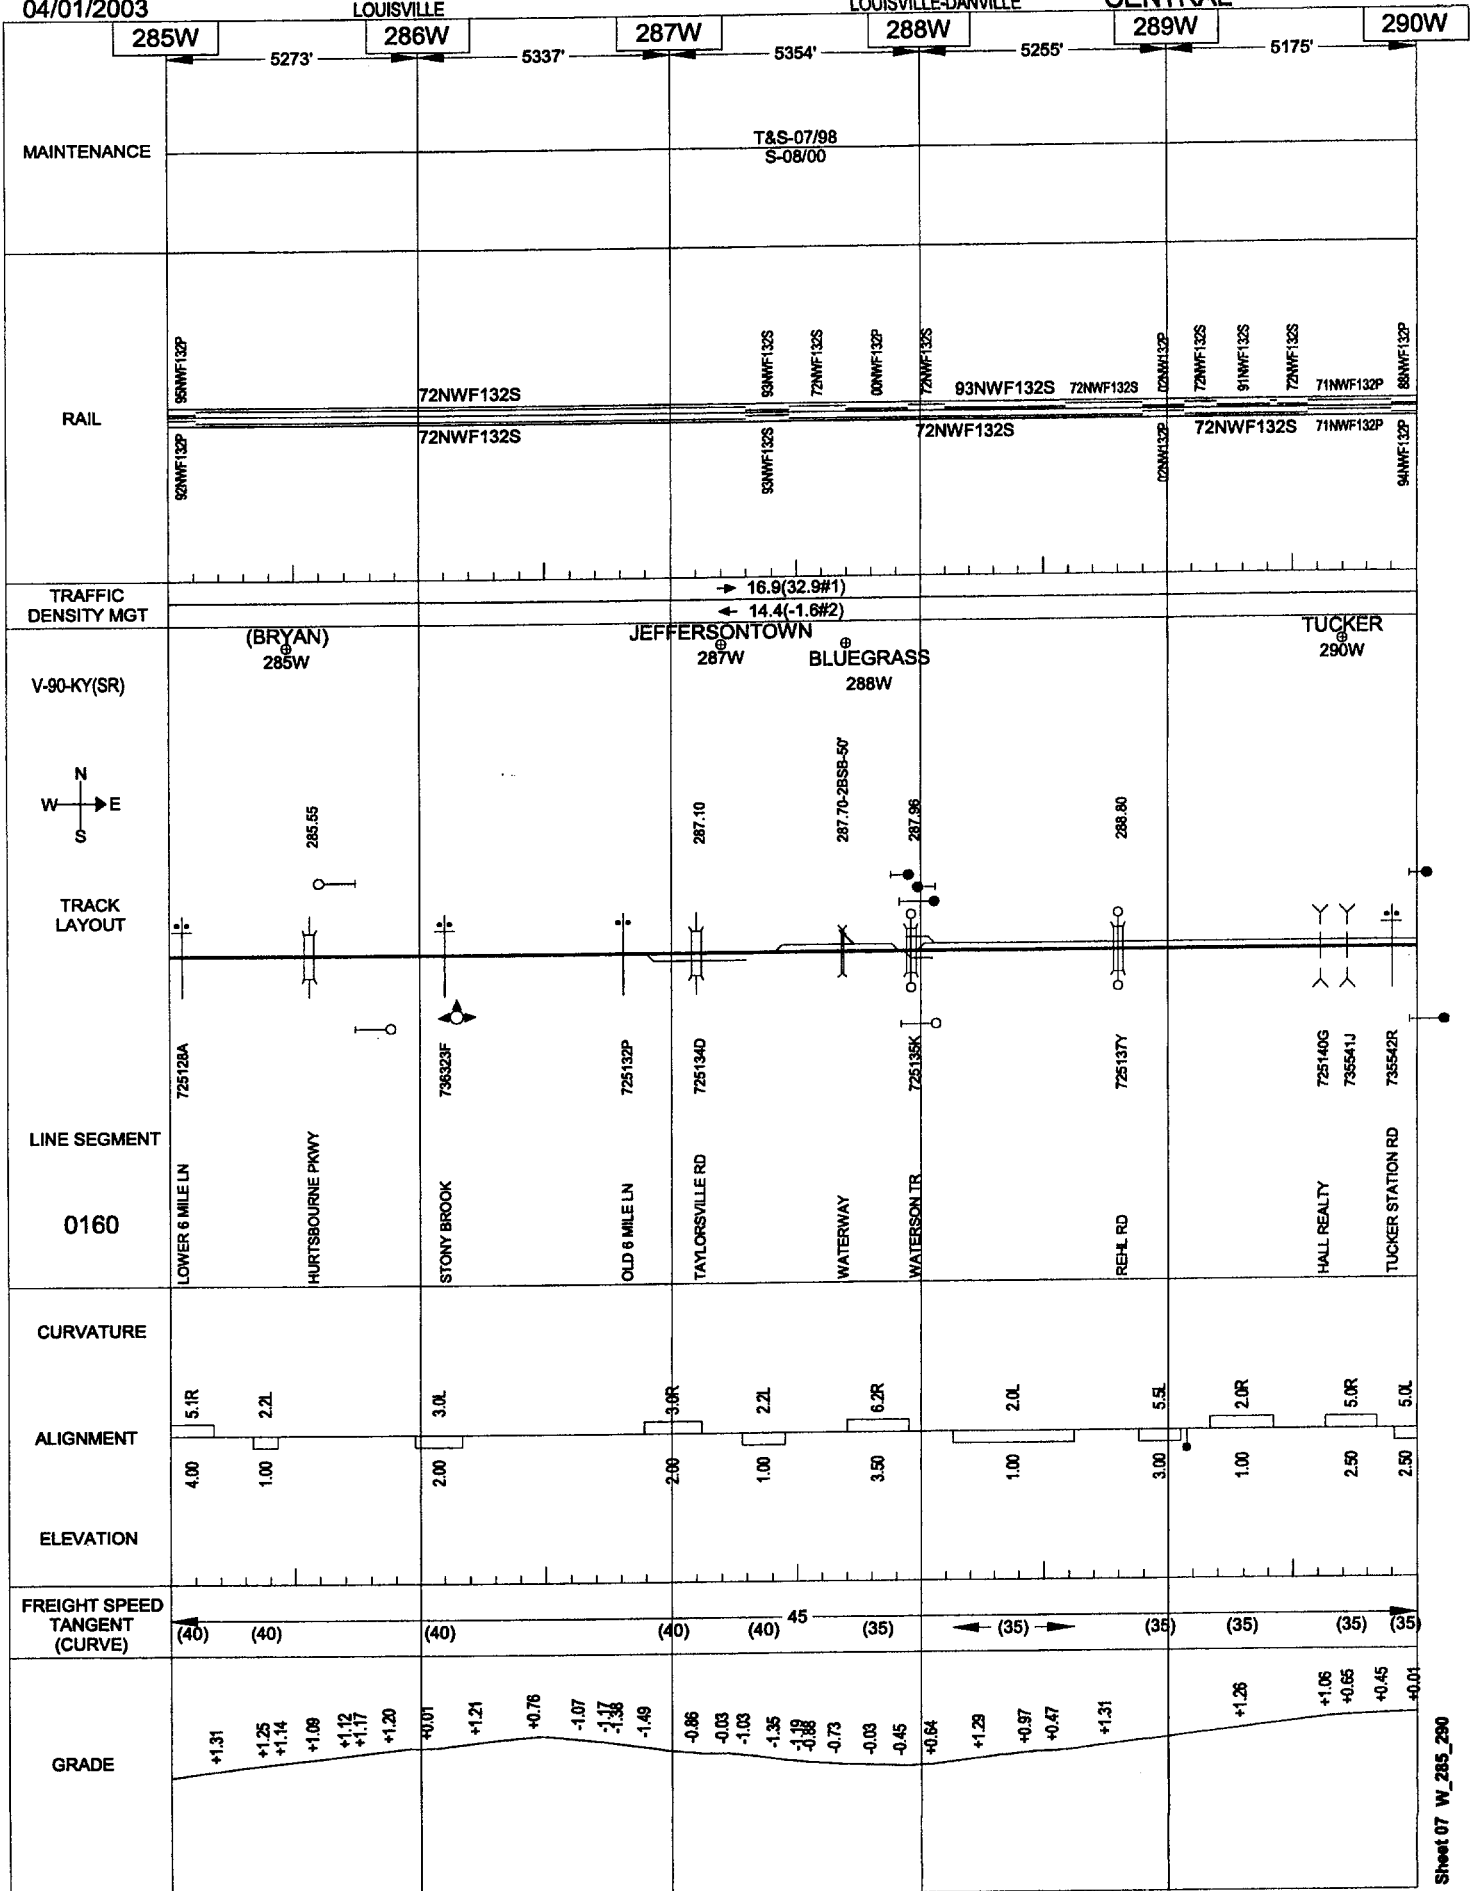 04/01/2003 LOUISVILLE LOUISVILLE-DANVILLE CENTRAL
285W 286W 287W 288W 289W 290W
5273' 5337' 5354' 5255' 5175'
MAINTENANCE
T&S-07/98
S-08/00
RAIL
95NWF132P 72NWF132S 93NWF132S 72NWF132S 00NWF132P 72NWF132S 93NWF132S 72NWF132S 02NW132P 72NWF132S 91NWF132S 72NWF132S 71NWF132P 88NWF132P
92NWF132P 72NWF132S 93NWF132S 72NWF132S 02NW132P 72NWF132S 71NWF132P 94NWF132P
TRAFFIC
DENSITY MGT
16.9(32.9#1)
14.4(-1.6#2)
V-90-KY(SR)
(BRYAN)
285W
JEFFERSONTOWN
287W
BLUEGRASS
288W
TUCKER
290W
N
W E
S
285.55 287.10 287.70-2BSB-50' 287.96 288.80
TRACK
LAYOUT
725128A 736323F 725132P 725134D 725135K 725137Y 725140G 735541J 735542R
LINE SEGMENT
0160
LOWER 6 MILE LN
HURTSBOURNE PKWY
STONY BROOK
OLD 6 MILE LN
TAYLORSVILLE RD
WATERWAY
WATERSON TR
REHL RD
HALL REALTY
TUCKER STATION RD
CURVATURE
5.1R 2.2L 3.0L 3.0R 2.2L 6.2R 2.0L 5.5L 2.0R 5.0R 5.0L
ALIGNMENT
4.00 1.00 2.00 2.00 1.00 3.50 1.00 3.00 1.00 2.50 2.50
ELEVATION
FREIGHT SPEED
TANGENT
(CURVE)
45
(40) (40) (40) (40) (40) (35) (35) (35) (35) (35) (35)
GRADE
+1.31 +1.25 +1.14 +1.09 +1.12 +1.17 +1.20 +0.01 +1.21 +0.76 -1.07 -1.17 -1.38 -1.49 -0.86 -0.03 -1.03 -1.35 -1.19 -0.88 -0.73 -0.03 -0.45 +0.64 +1.29 +0.97 +0.47 +1.31 +1.26 +1.06 +0.65 +0.45 +0.01
Sheet 07 W_285_290